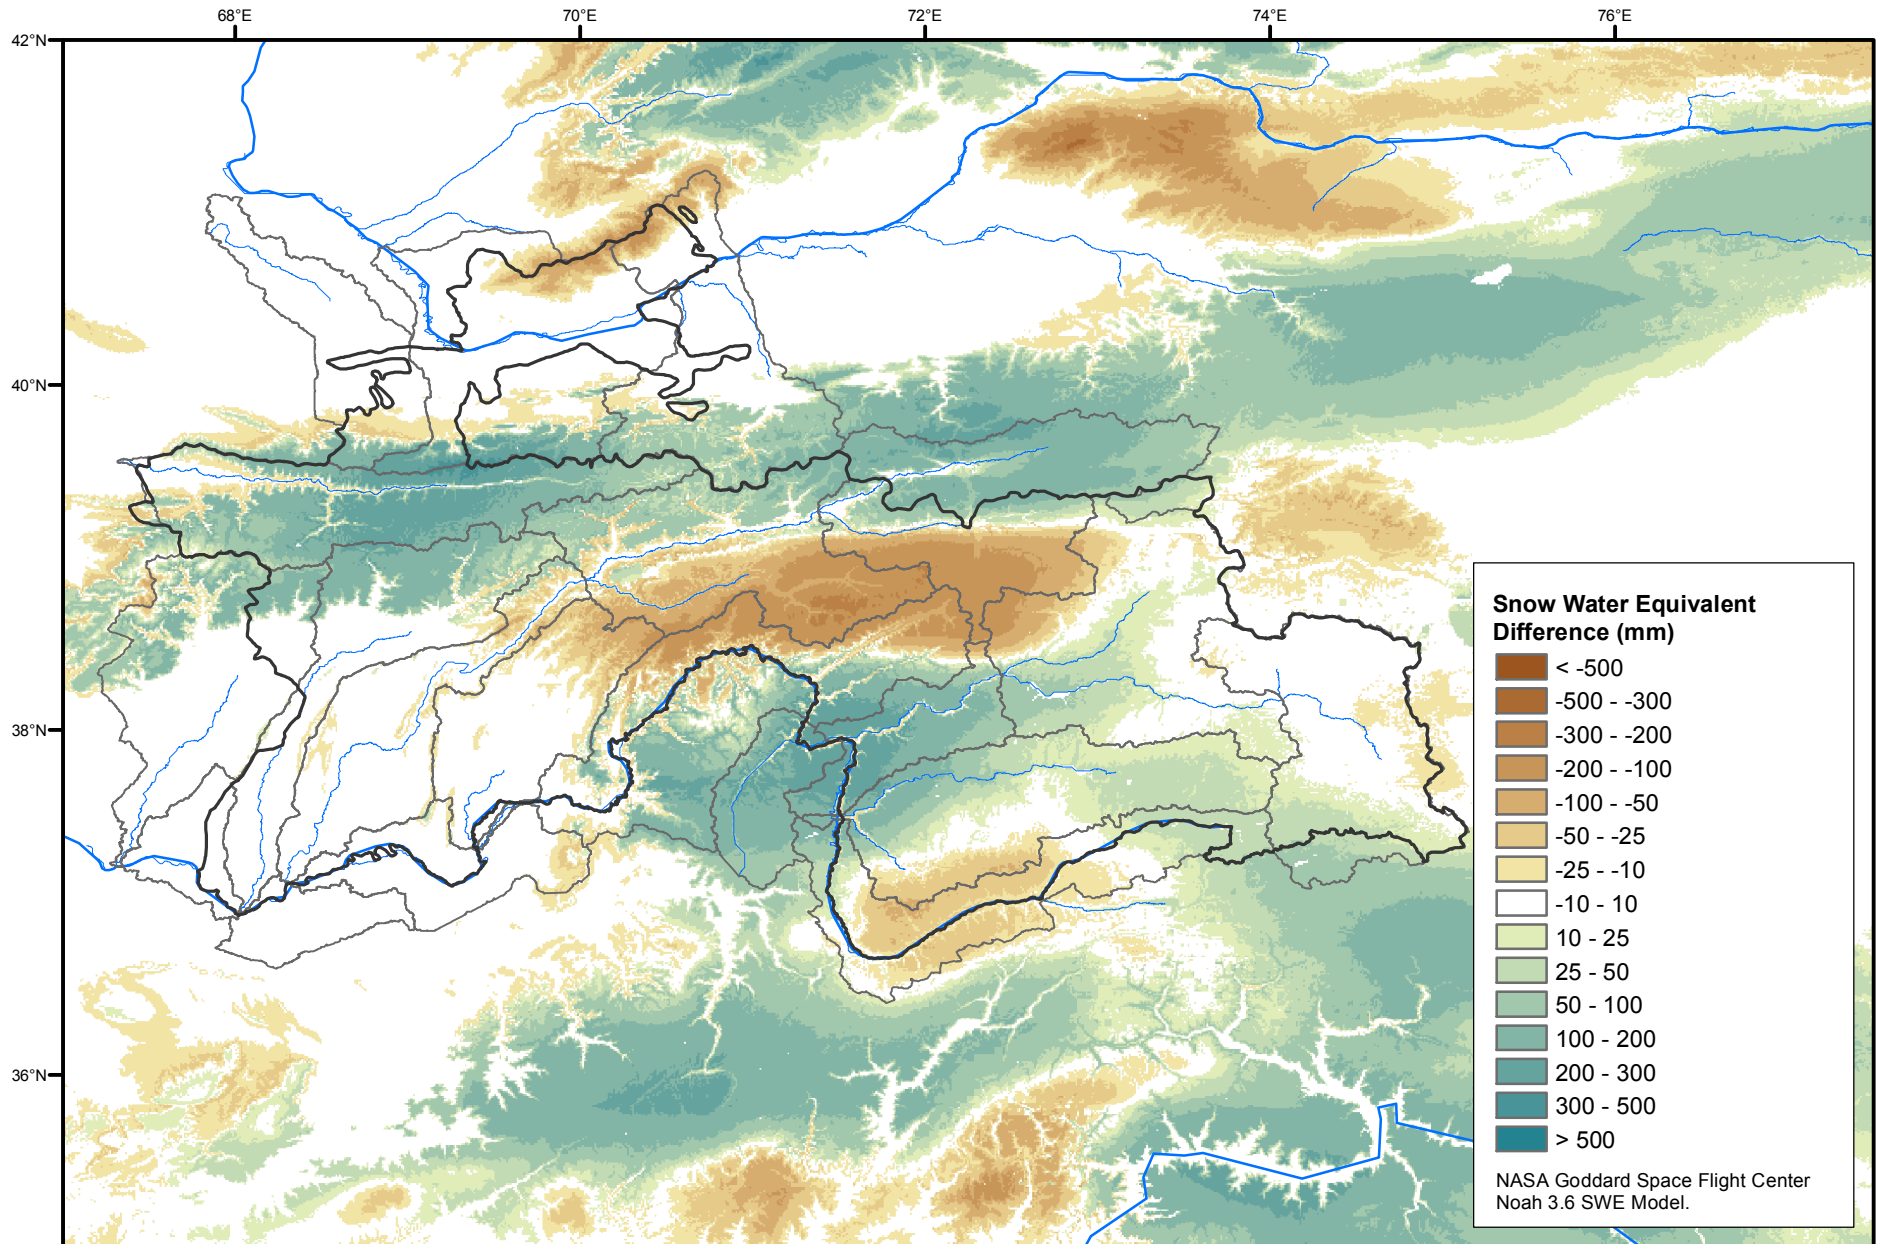 68°E 70°E 72°E 74°E 76°E
42°N
40°N
38°N
36°N
Snow Water Equivalent
Difference (mm)
< -500
-500 - -300
-300 - -200
-200 - -100
-100 - -50
-50 - -25
-25 - -10
-10 - 10
10 - 25
25 - 50
50 - 100
100 - 200
200 - 300
300 - 500
> 500
NASA Goddard Space Flight Center
Noah 3.6 SWE Model.